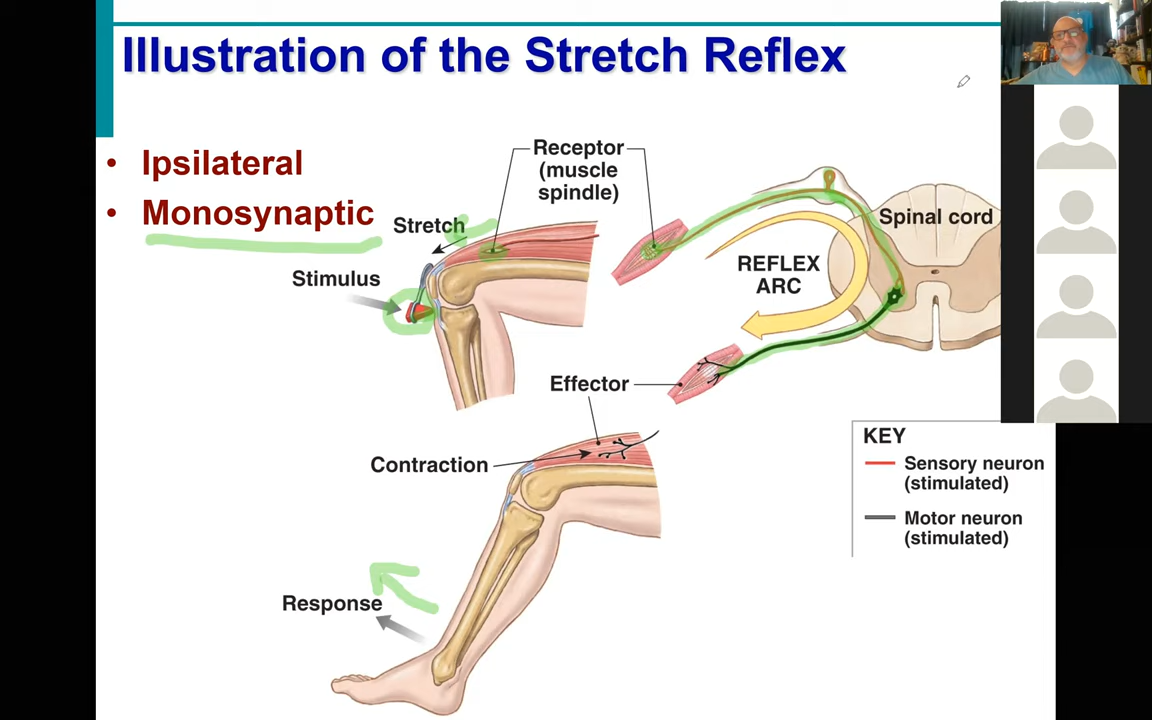 Illustration of the Stretch Reflex
• Ipsilateral
• Monosynaptic
Receptor
(muscle
spindle)
Stretch
Stimulus
Spinal cord
REFLEX
ARC
Effector
Contraction
Response
KEY
Sensory neuron
(stimulated)
Motor neuron
(stimulated)